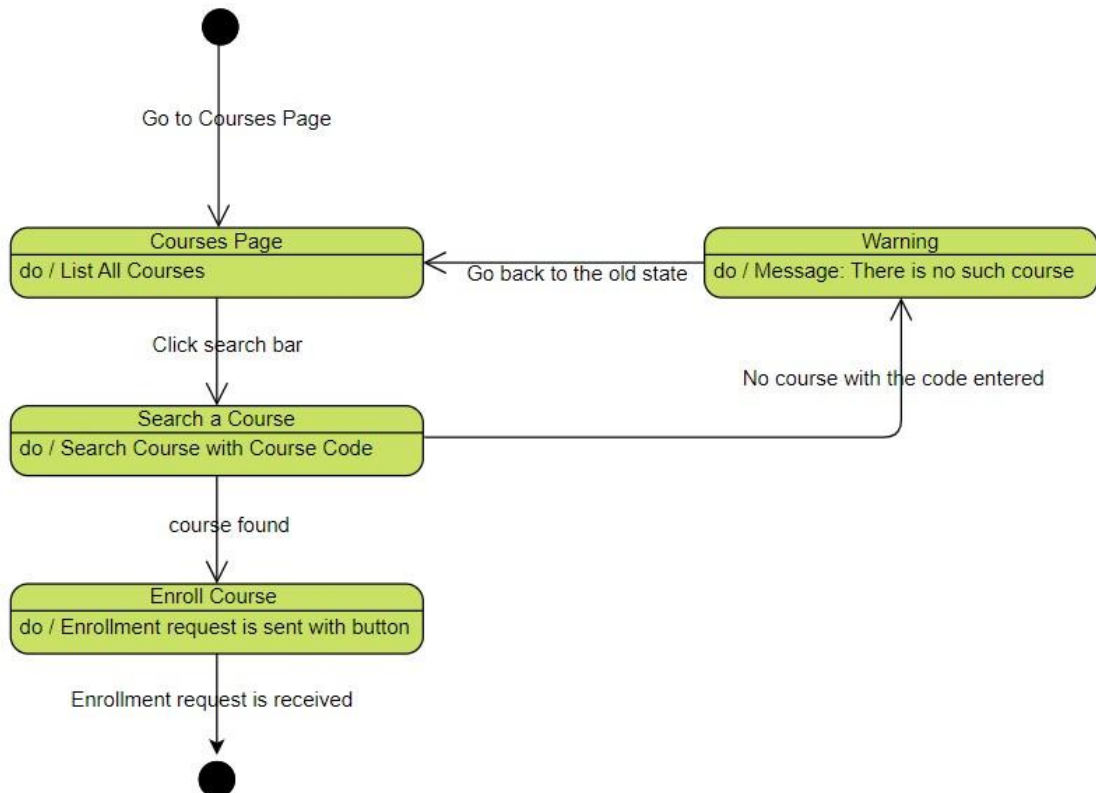 Go to Courses Page
Courses Page
do / List All Courses
Go back to the old state
Warning
do / Message: There is no such course
Click search bar
No course with the code entered
Search a Course
do / Search Course with Course Code
course found
Enroll Course
do / Enrollment request is sent with button
Enrollment request is received